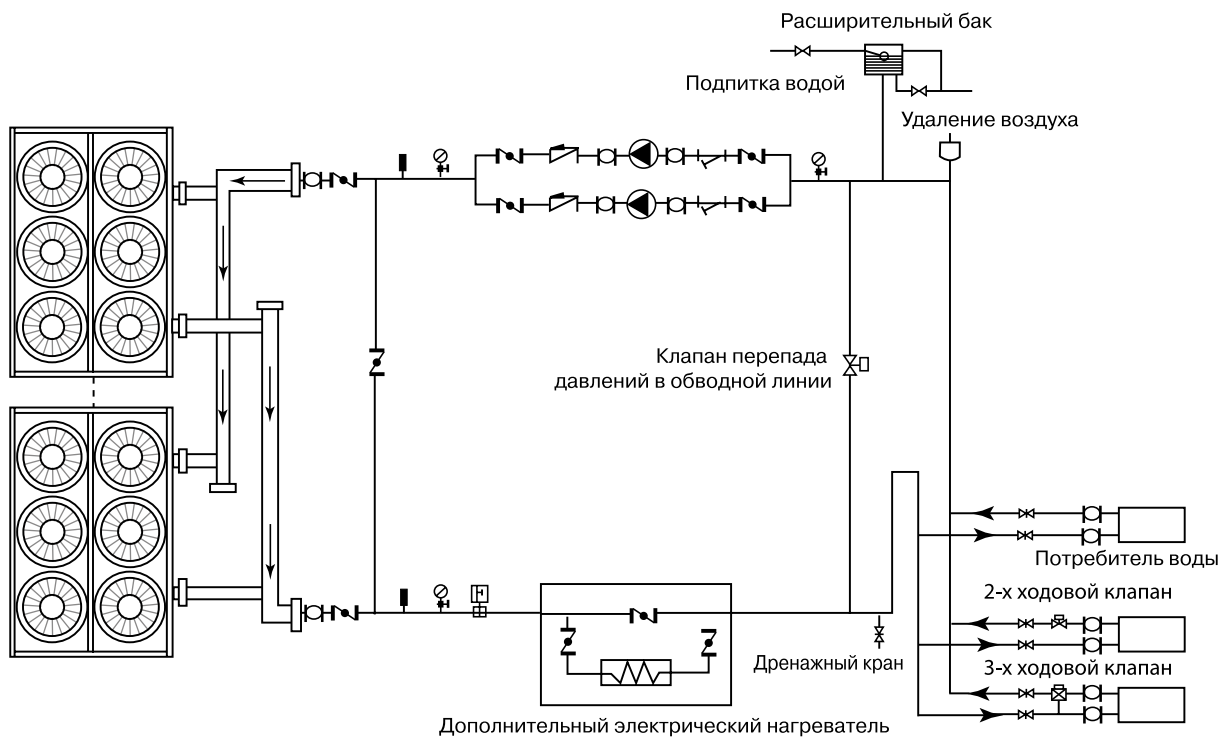 Расширительный бак
Подпитка водой
Удаление воздуха
Клапан перепада
давлений в обводной линии
Потребитель воды
2-х ходовой клапан
3-х ходовой клапан
Дренажный кран
Дополнительный электрический нагреватель